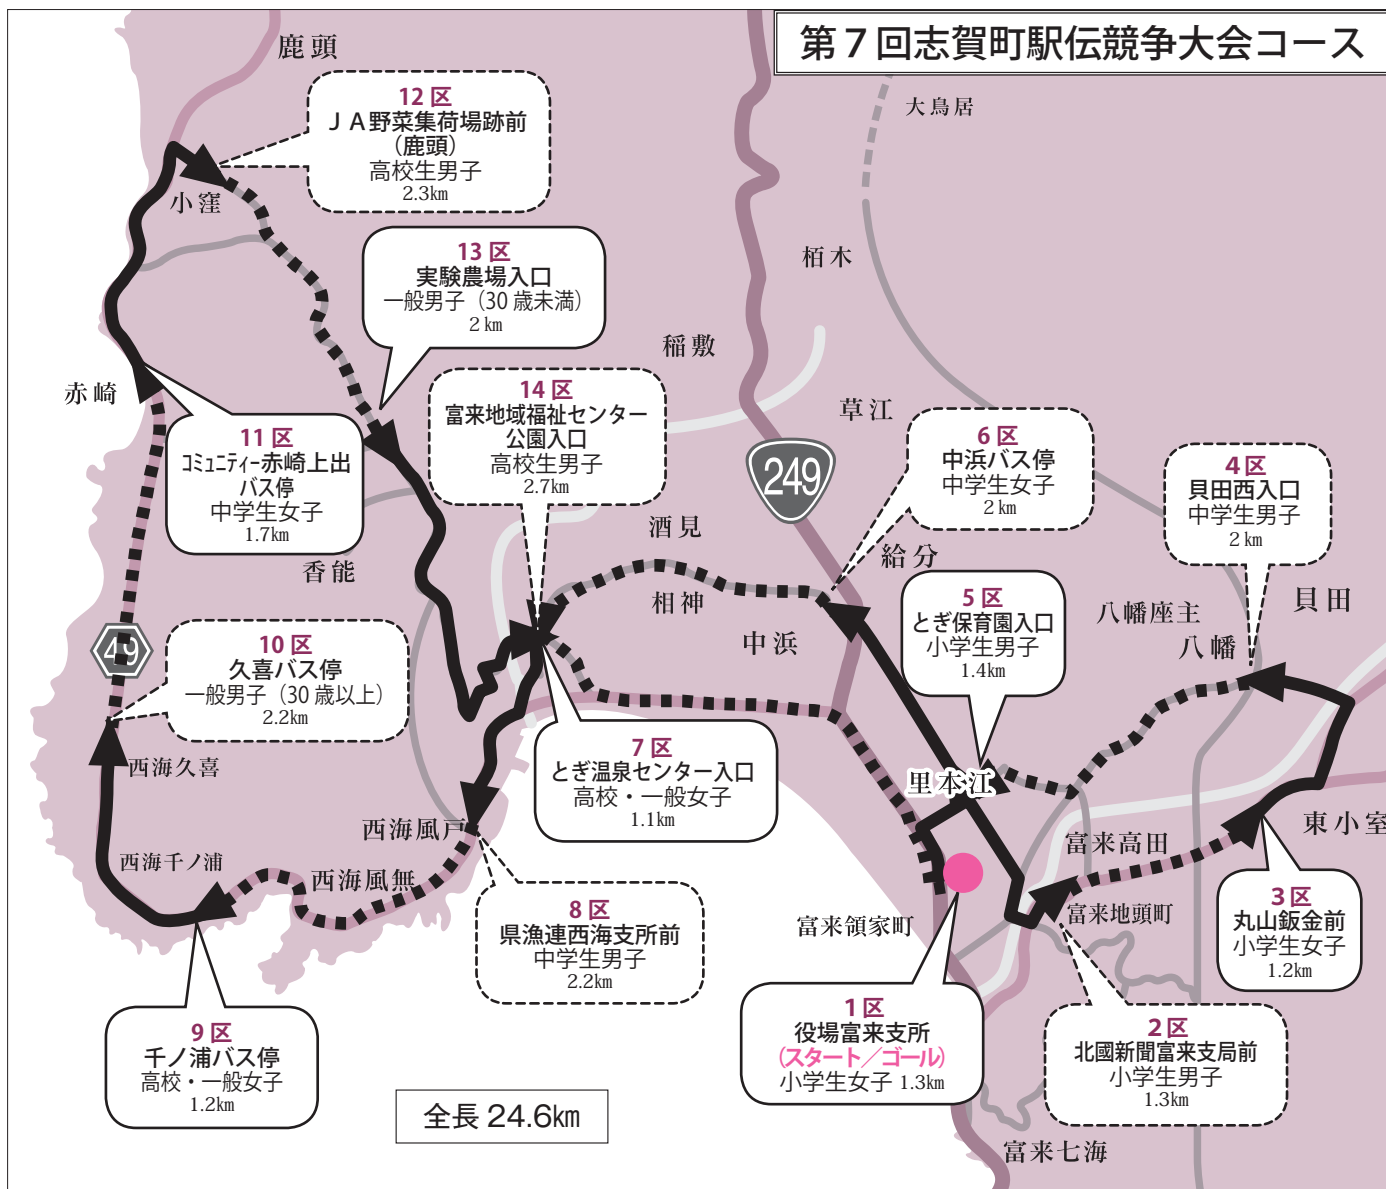 第7回志賀町駅伝競争大会コース
鹿頭
大鳥居
12区
JA野菜集荷場跡前
(鹿頭)
高校生男子
2.3km
小窪
13区
実験農場入口
一般男子(30歳未満)
2km
栢木
稲敷
草江
赤崎
14区
富来地域福祉センター
公園入口
高校生男子
2.7km
249
11区
コミュニティー赤崎上出
バス停
中学生女子
1.7km
6区
中浜バス停
中学生女子
2km
4区
貝田西入口
中学生男子
2km
香能
酒見
相神
給分
中浜
5区
とぎ保育園入口
小学生男子
1.4km
八幡座主
八幡
貝田
49
10区
久喜バス停
一般男子(30歳以上)
2.2km
西海久喜
7区
とぎ温泉センター入口
高校・一般女子
1.1km
里本江
西海風戸
西海千ノ浦
西海風無
富来高田
東小室
富来地頭町
富来領家町
8区
県漁連西海支所前
中学生男子
2.2km
3区
丸山鈑金前
小学生女子
1.2km
9区
千ノ浦バス停
高校・一般女子
1.2km
1区
役場富来支所
(スタート/ゴール)
小学生女子 1.3km
2区
北國新聞富来支局前
小学生男子
1.3km
全長 24.6km
富来七海